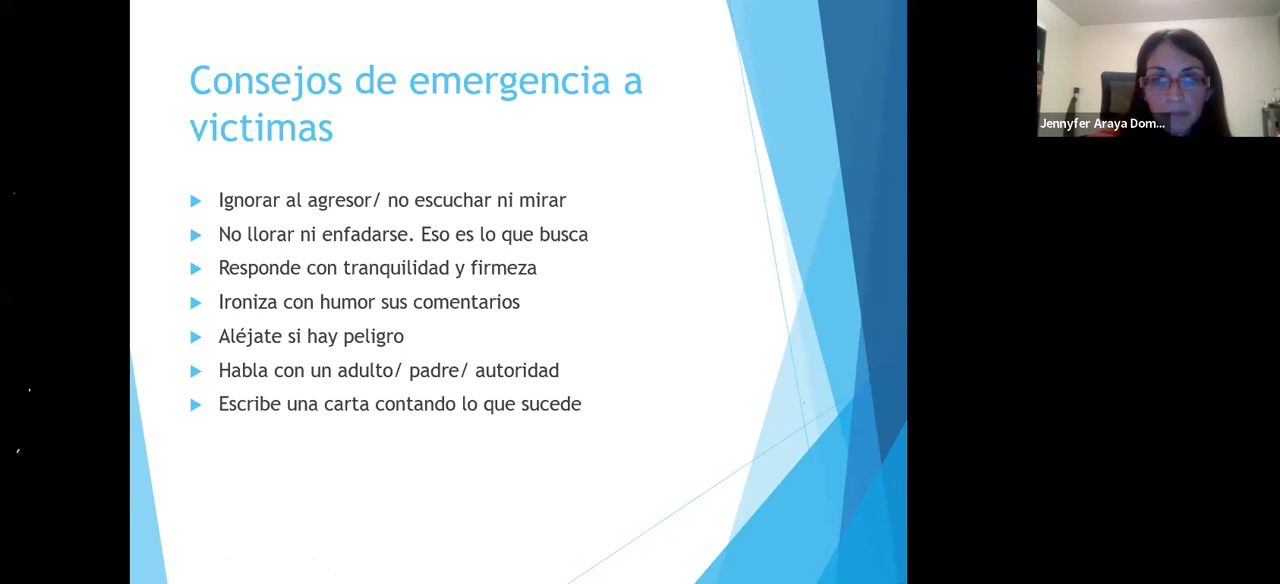 Consejos de emergencia a
victimas
Ignorar al agresor/ no escuchar ni mirar
No llorar ni enfadarse. Eso es lo que busca
Responde con tranquilidad y firmeza
Ironiza con humor sus comentarios
Aléjate si hay peligro
Habla con un adulto/ padre/ autoridad
Escribe una carta contando lo que sucede
Jennyfer Araya Dom...